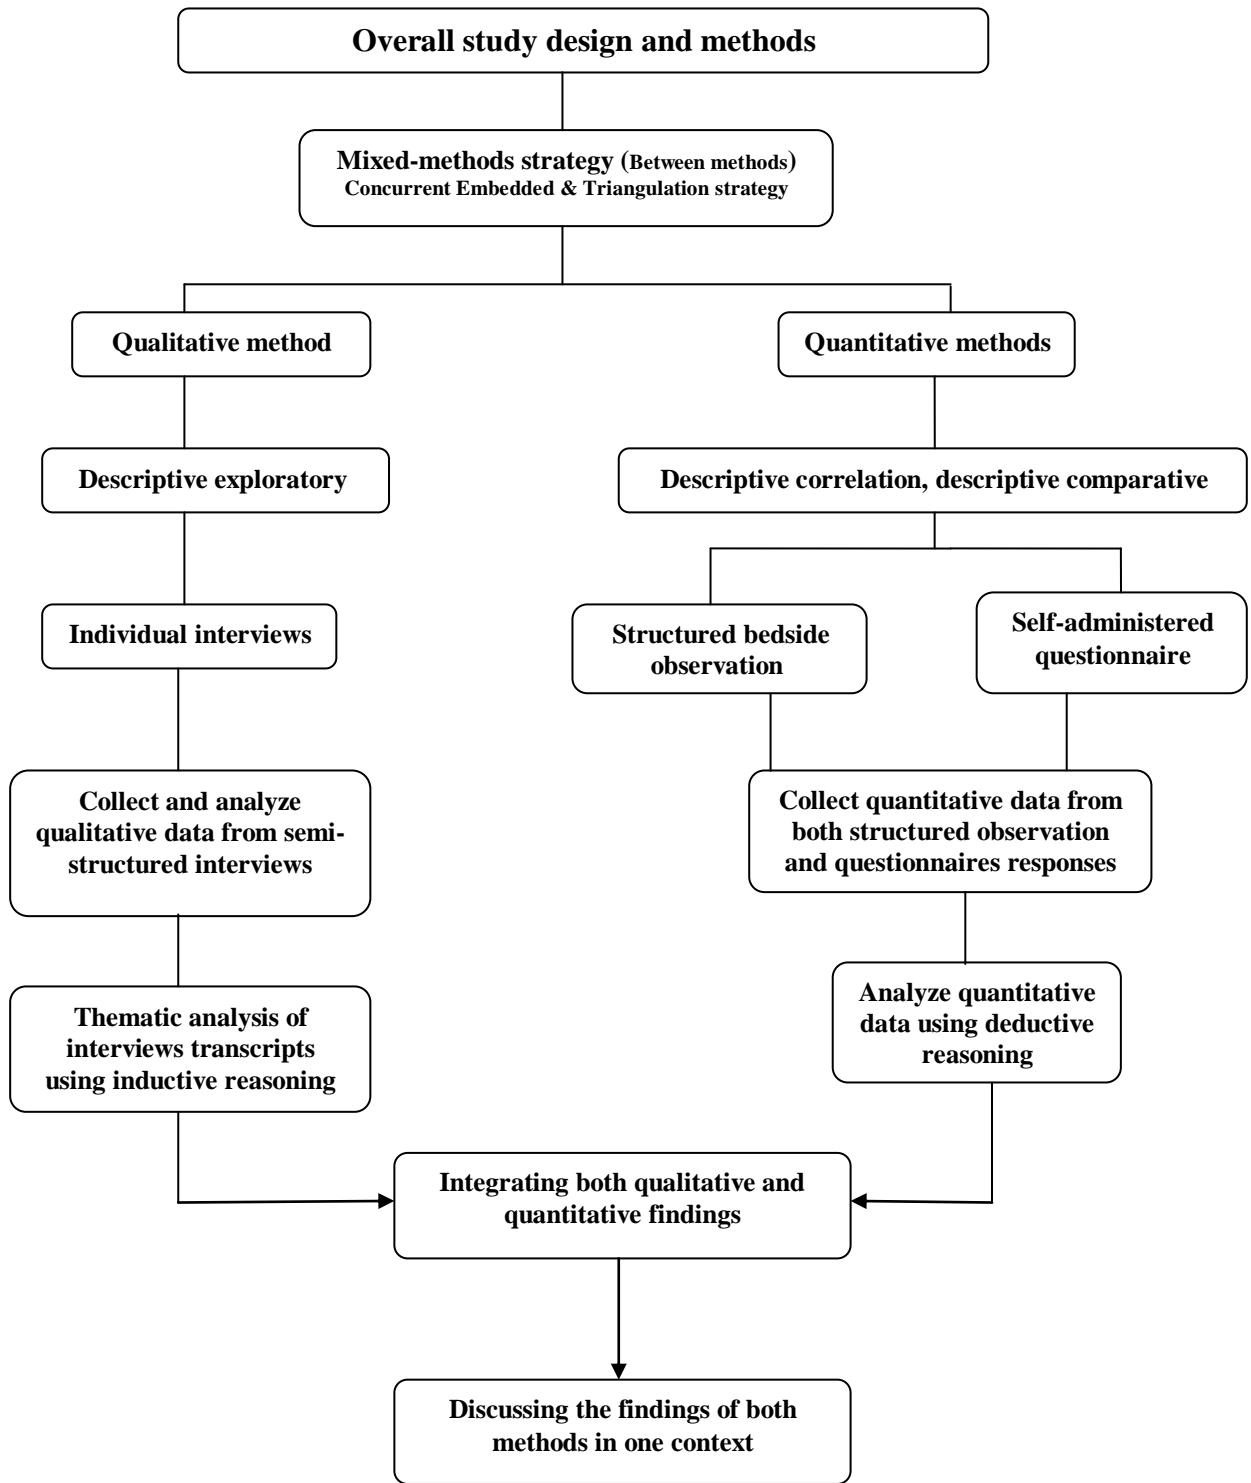 Overall study design and methods
Mixed-methods strategy (Between methods)
Concurrent Embedded & Triangulation strategy
Qualitative method
Quantitative methods
Descriptive exploratory
Descriptive correlation, descriptive comparative
Individual interviews
Structured bedside
observation
Self-administered
questionnaire
Collect and analyze
qualitative data from semi-
structured interviews
Collect quantitative data from
both structured observation
and questionnaires responses
Thematic analysis of
interviews transcripts
using inductive reasoning
Analyze quantitative
data using deductive
reasoning
Integrating both qualitative and
quantitative findings
Discussing the findings of both
methods in one context